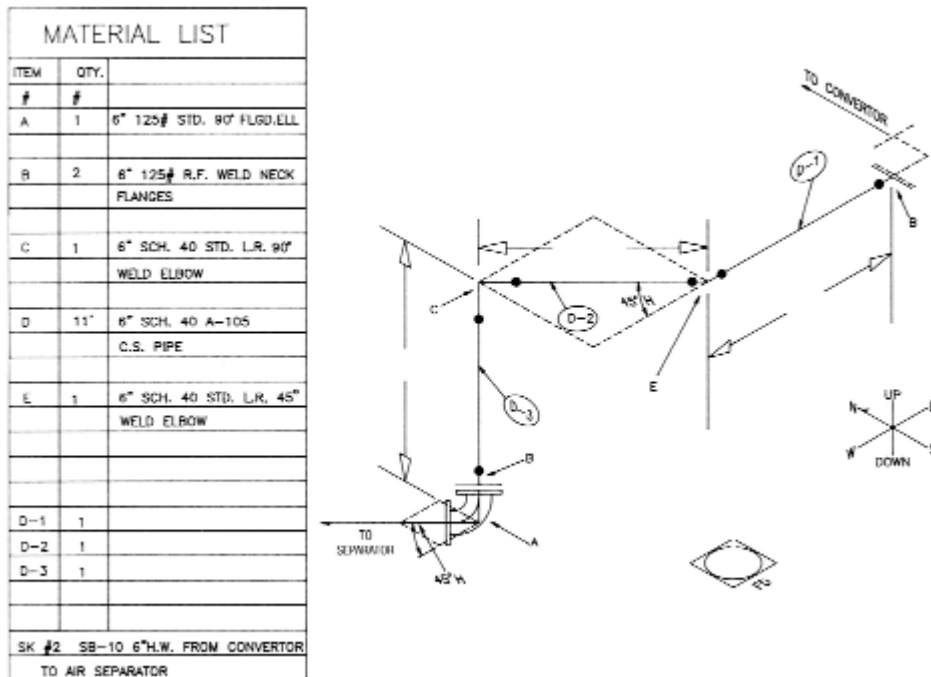 MATERIAL LIST
ITEM QTY.
# #
A 1 6" 125# STD. 90° FLGD.ELL
B 2 6" 125# R.F. WELD NECK
FLANGES
C 1 6" SCH. 40 STD. L.R. 90°
WELD ELBOW
D 11' 6" SCH. 40 A-105
C.S. PIPE
E 1 6" SCH. 40 STD. L.R. 45°
WELD ELBOW
D-1 1
D-2 1
D-3 1
SK #2 SB-10 6"H.W. FROM CONVERTOR
TO AIR SEPARATOR
TO CONVERTOR
D-1
B
C
D-2
45° H
E
D-3
B
A
TO
SEPARATOR
45° H
UP
N
W
DOWN